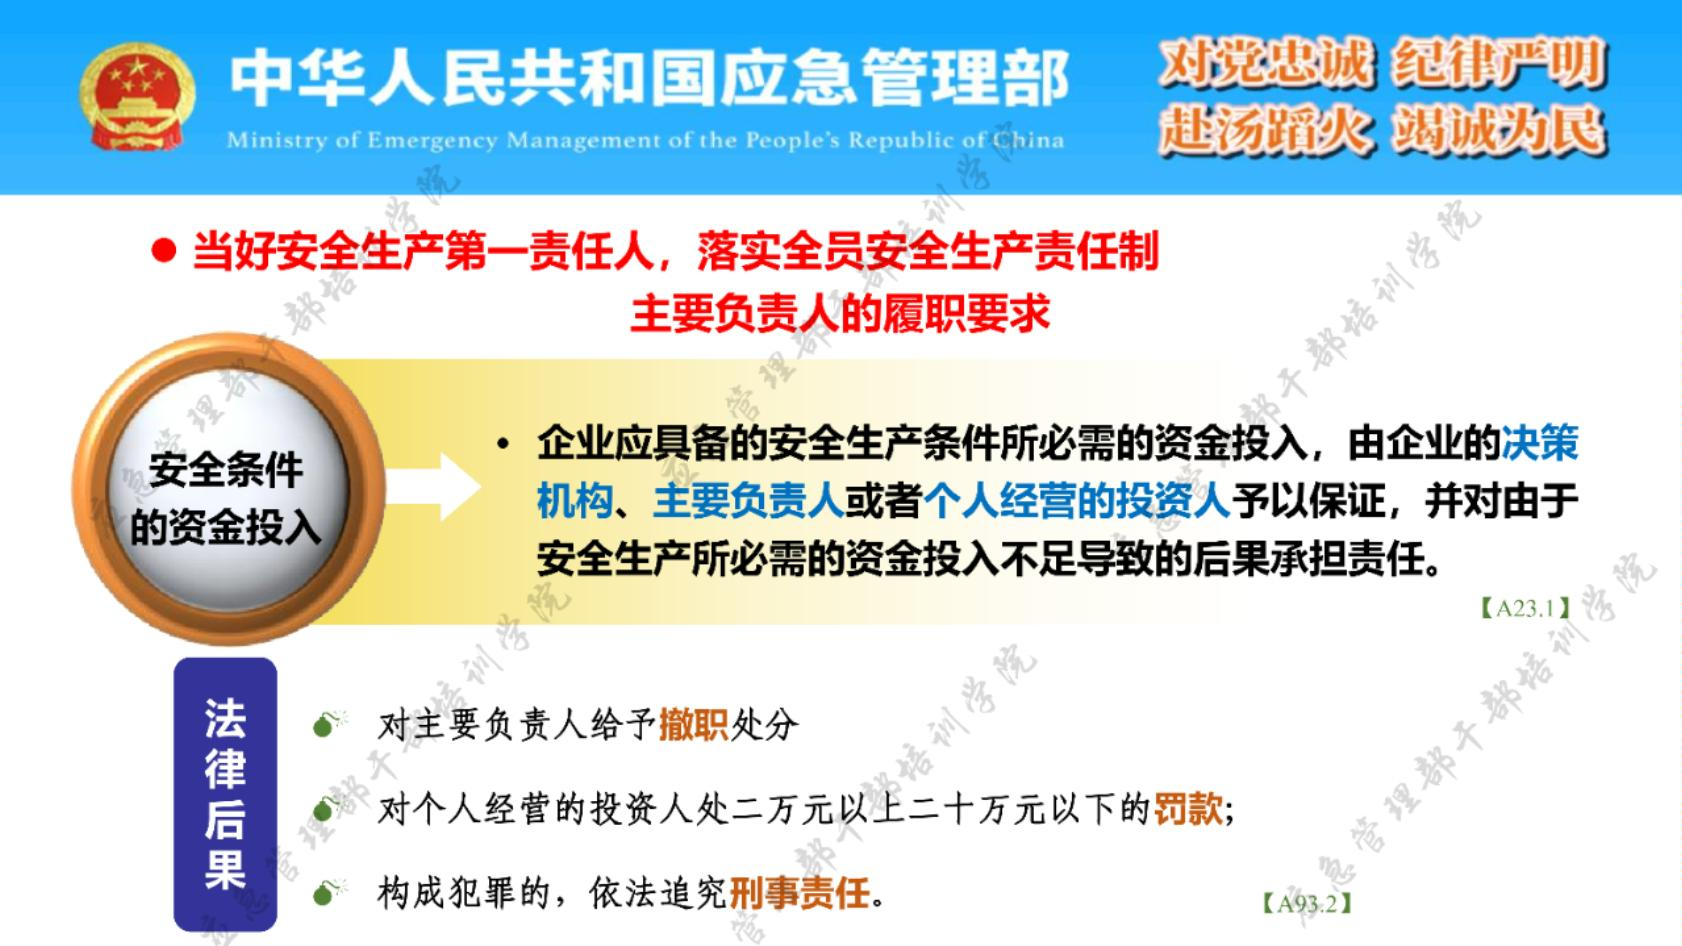 中华人民共和国应急管理部
Ministry of Emergency Management of the People's Republic of China
对党忠诚 纪律严明
赴汤蹈火 竭诚为民
● 当好安全生产第一责任人，落实全员安全生产责任制
主要负责人的履职要求
安全条件
的资金投入
• 企业应具备的安全生产条件所必需的资金投入，由企业的决策
机构、主要负责人或者个人经营的投资人予以保证，并对由于
安全生产所必需的资金投入不足导致的后果承担责任。
【A23.1】
法律后果
对主要负责人给予撤职处分
对个人经营的投资人处二万元以上二十万元以下的罚款；
构成犯罪的，依法追究刑事责任。
【A93.2】
应急管理部干部培训学院